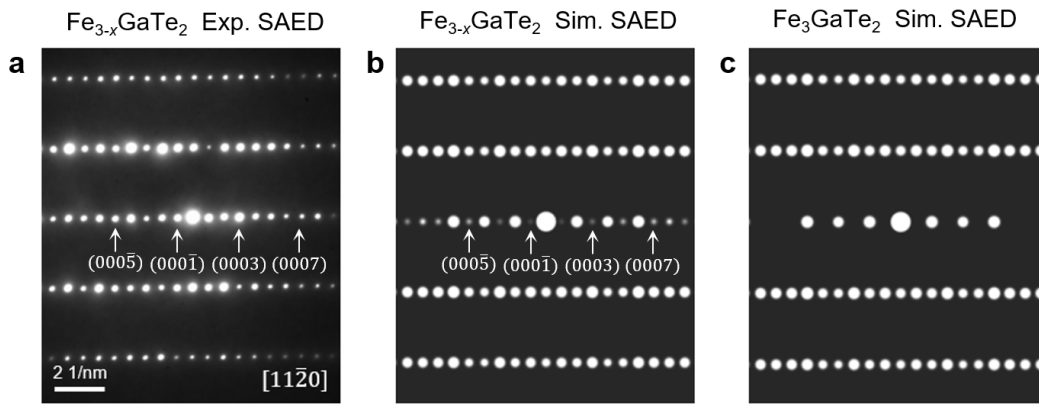 Fe₃₋ₓGaTe₂ Exp. SAED
Fe₃₋ₓGaTe₂ Sim. SAED
Fe₃GaTe₂ Sim. SAED
a
b
c
(0005̅) (0001̅) (0003) (0007)
(0005̅) (0001̅) (0003) (0007)
2 1/nm
[112̅0]